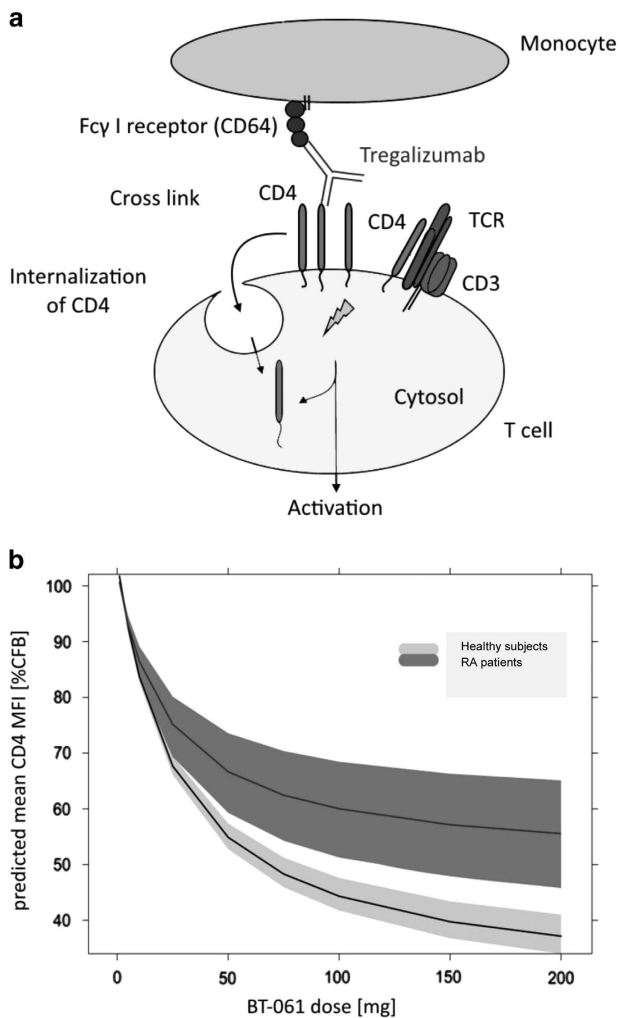 a
Monocyte
Fcγ I receptor (CD64)
Tregalizumab
Cross link
CD4
CD4
TCR
CD3
Internalization
of CD4
Cytosol
T cell
Activation
b
predicted mean CD4 MFI [%CFB]
100
90
80
70
60
50
40
Healthy subjects
RA patients
0
50
100
150
200
BT-061 dose [mg]